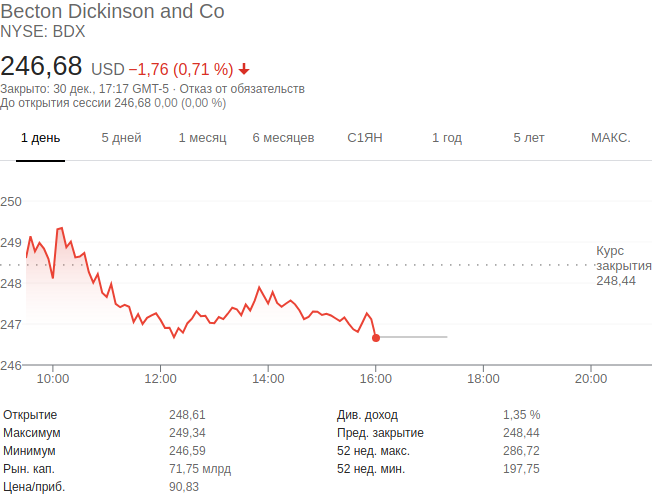 Becton Dickinson and Co
NYSE: BDX
246,68 USD −1,76 (0,71 %)
Закрыто: 30 дек., 17:17 GMT-5 · Отказ от обязательств
До открытия сессии 246,68 0,00 (0,00 %)
1 день 5 дней 1 месяц 6 месяцев С1ЯН 1 год 5 лет МАКС.
250
249
Курс
закрытия
248,44
248
247
246
10:00 12:00 14:00 16:00 18:00 20:00
Открытие 248,61 Див. доход 1,35 %
Максимум 249,34 Пред. закрытие 248,44
Минимум 246,59 52 нед. макс. 286,72
Рын. кап. 71,75 млрд 52 нед. мин. 197,75
Цена/приб. 90,83